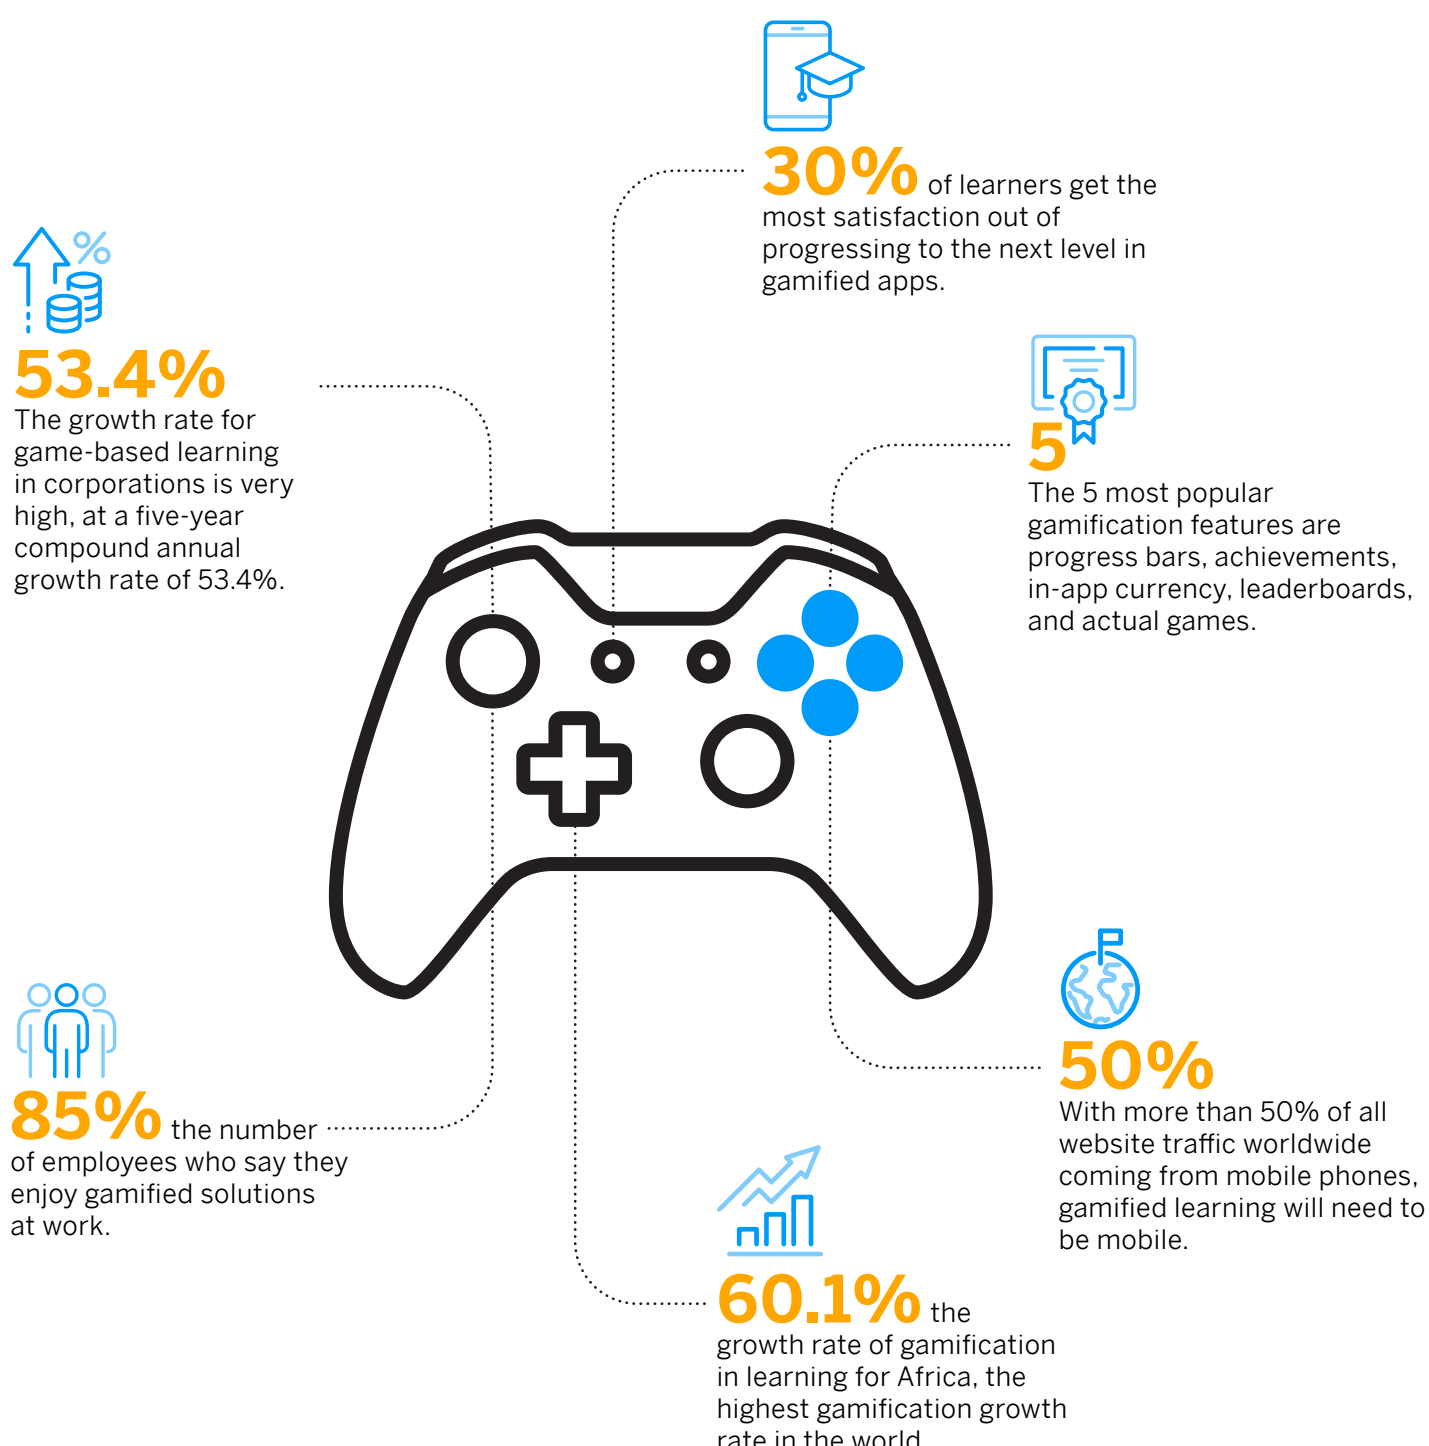 30% of learners get the
most satisfaction out of
progressing to the next level in
gamified apps.
%
53.4%
The growth rate for
game-based learning
in corporations is very
high, at a five-year
compound annual
growth rate of 53.4%.
5
The 5 most popular
gamification features are
progress bars, achievements,
in-app currency, leaderboards,
and actual games.
85% the number
of employees who say they
enjoy gamified solutions
at work.
50%
With more than 50% of all
website traffic worldwide
coming from mobile phones,
gamified learning will need to
be mobile.
60.1% the
growth rate of gamification
in learning for Africa, the
highest gamification growth
rate in the world